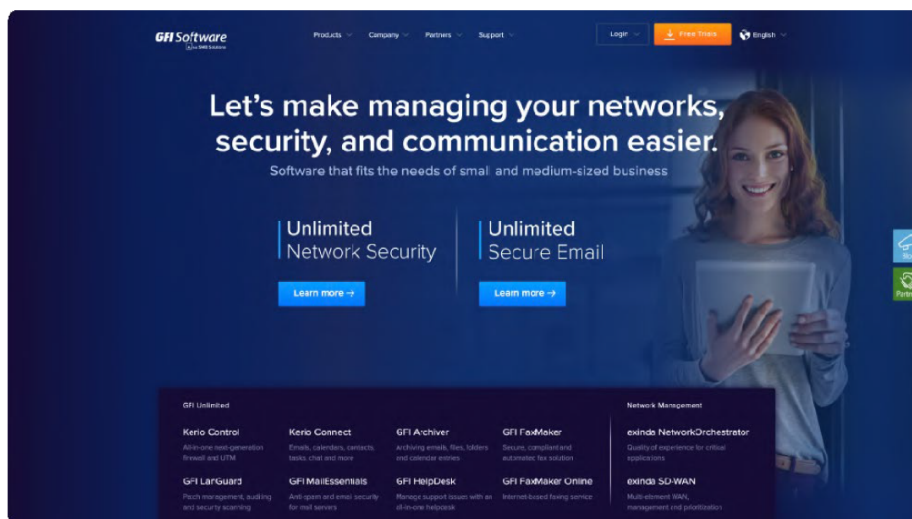 GFI Software
Products
Company
Partners
Support
Login
Free Trials
English
Let's make managing your networks,
security, and communication easier.
Software that fits the needs of small and medium-sized business
Unlimited
Network Security
Learn more →
Unlimited
Secure Email
Learn more →
GFI Unlimited
Kerio Control
All-in-one next-generation
firewall and UTM
Kerio Connect
Emails, calendars, contacts,
tasks, chat and more
GFI Archiver
Archiving emails, files, folders
and calendar entries
GFI FaxMaker
Secure, compliant and
automated fax solution
GFI LanGuard
Patch management, auditing
and security scanning
GFI MailEssentials
Anti-spam and email security
for mail servers
GFI HelpDesk
Manage support issues with an
all-in-one helpdesk
GFI FaxMaker Online
Internet-based faxing service
Network Management
exinda NetworkOrchestrator
Quality of experience for critical
applications
exinda SD-WAN
Multi-element WAN,
management and prioritization